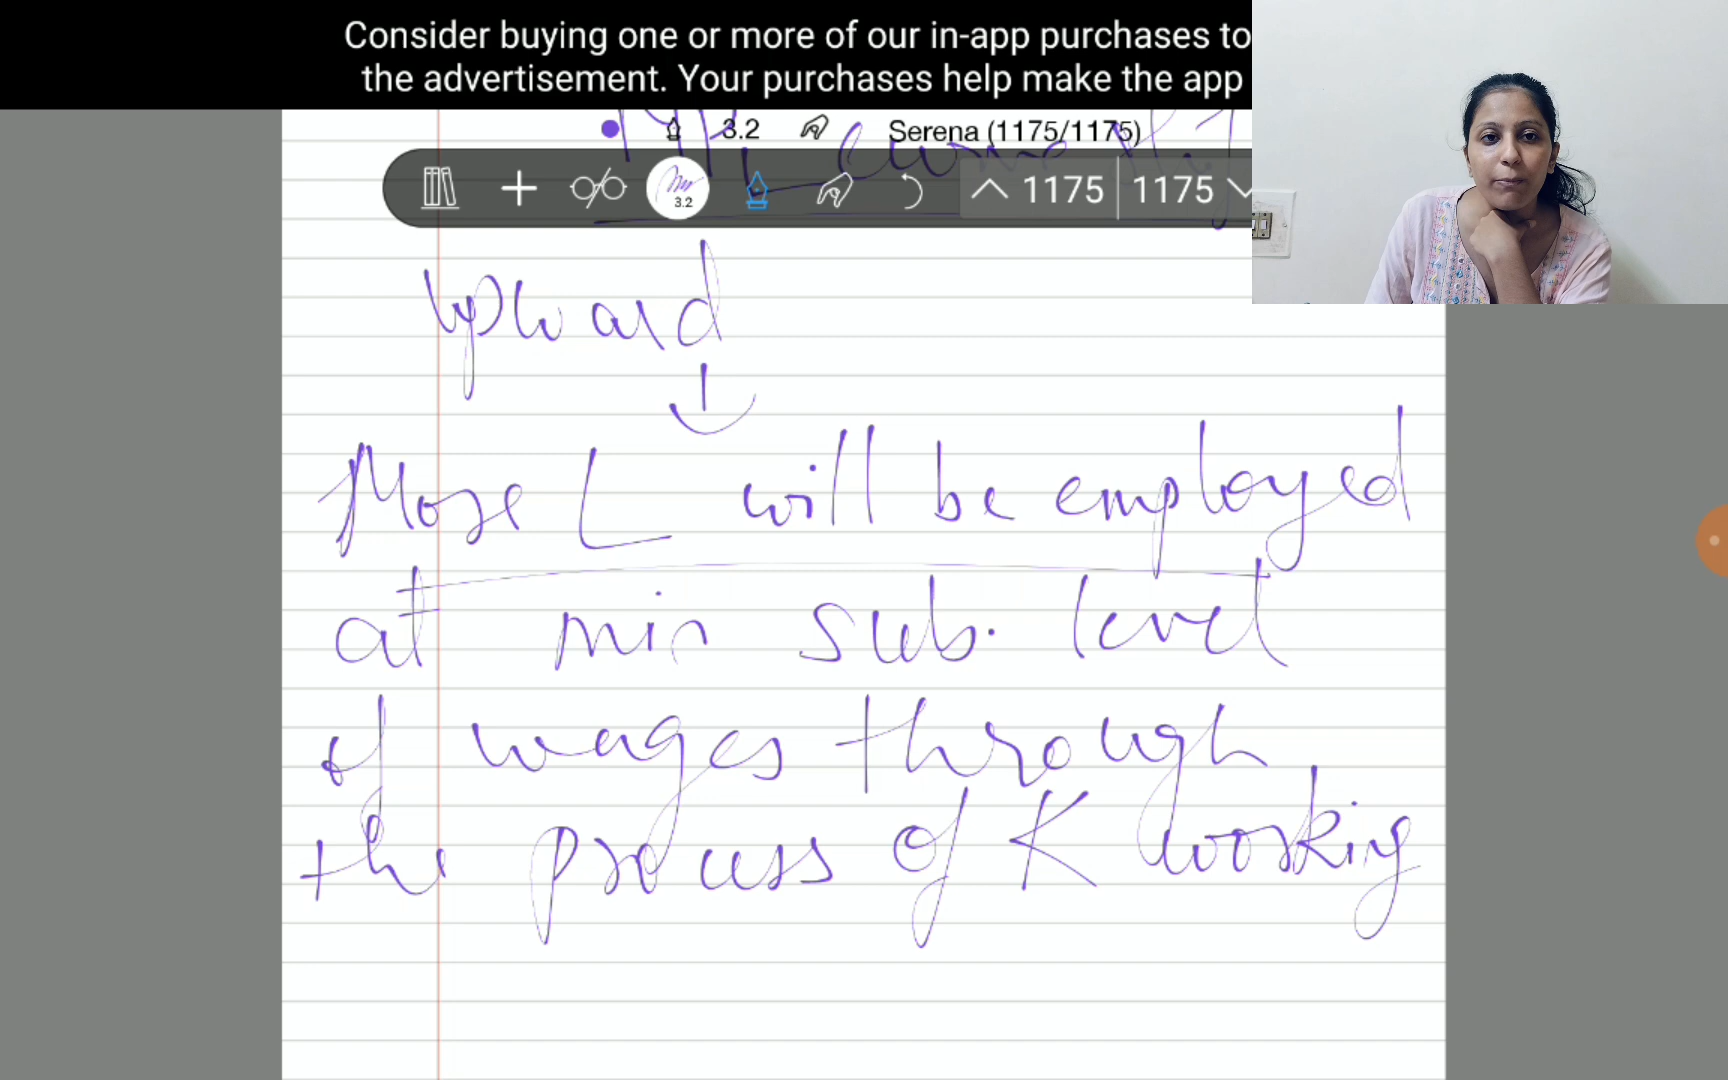 Consider buying one or more of our in-app purchases to
the advertisement. Your purchases help make the app
3.2 Serena (1175/1175)
3.2 1175 1175
Upward
More L will be employed
at min sub. level
of wages through
the process of K working